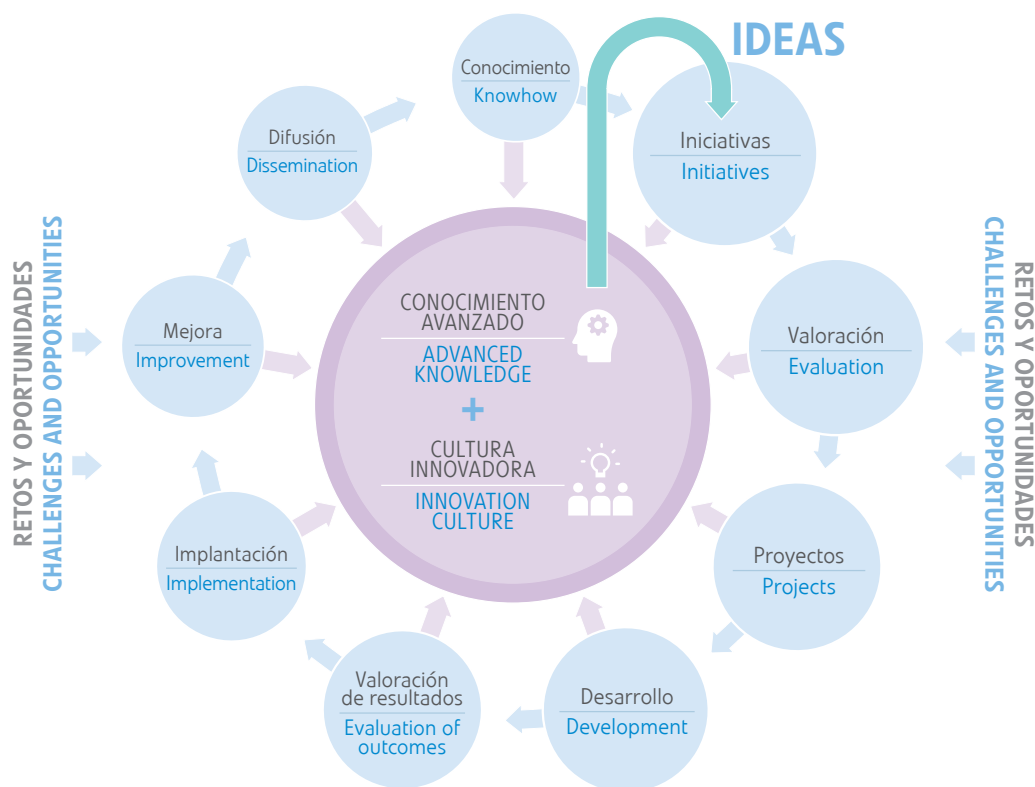 IDEAS
Conocimiento
Knowhow
Iniciativas
Initiatives
Difusión
Dissemination
RETOS Y OPORTUNIDADES
CHALLENGES AND OPPORTUNITIES
CHALLENGES AND OPPORTUNITIES
RETOS Y OPORTUNIDADES
Mejora
Improvement
CONOCIMIENTO
AVANZADO
ADVANCED
KNOWLEDGE
+
CULTURA
INNOVADORA
INNOVATION
CULTURE
Valoración
Evaluation
Implantación
Implementation
Proyectos
Projects
Valoración
de resultados
Evaluation of
outcomes
Desarrollo
Development